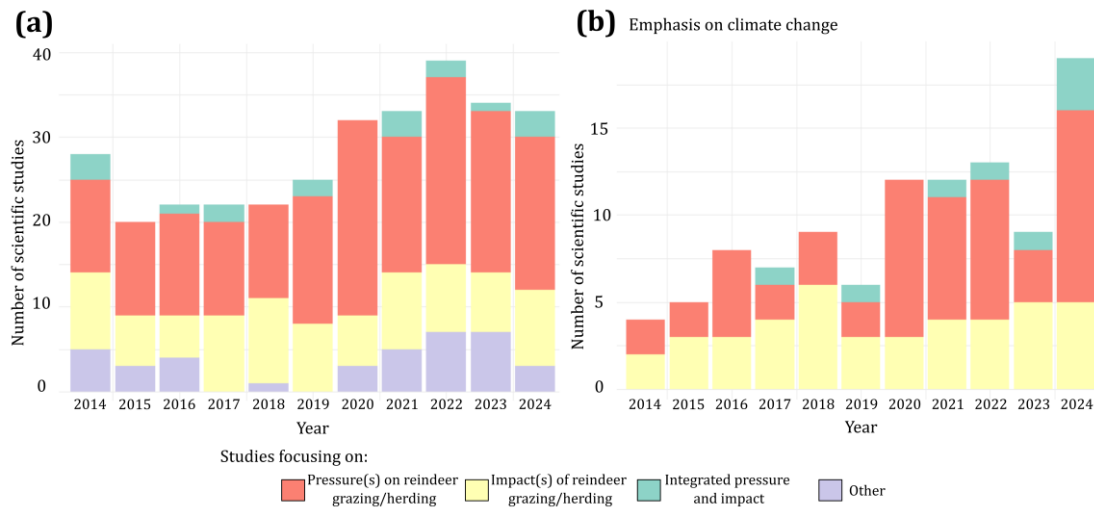 (a)
(b) Emphasis on climate change
Number of scientific studies
40
30
20
10
0
2014 2015 2016 2017 2018 2019 2020 2021 2022 2023 2024
Year
Number of scientific studies
15
10
5
0
2014 2015 2016 2017 2018 2019 2020 2021 2022 2023 2024
Year
Studies focusing on:
Pressure(s) on reindeer
grazing/herding
Impact(s) of reindeer
grazing/herding
Integrated pressure
and impact
Other